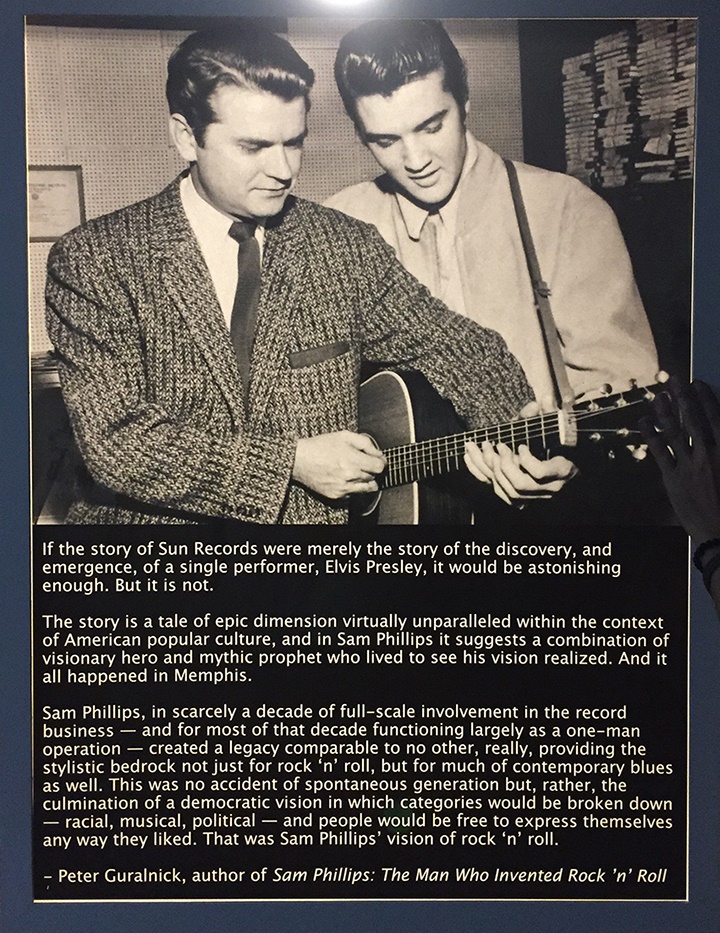 If the story of Sun Records were merely the story of the discovery, and
emergence, of a single performer, Elvis Presley, it would be astonishing
enough. But it is not.
The story is a tale of epic dimension virtually unparalleled within the context
of American popular culture, and in Sam Phillips it suggests a combination of
visionary hero and mythic prophet who lived to see his vision realized. And it
all happened in Memphis.
Sam Phillips, in scarcely a decade of full-scale involvement in the record
business — and for most of that decade functioning largely as a one-man
operation — created a legacy comparable to no other, really, providing the
stylistic bedrock not just for rock ‘n’ roll, but for much of contemporary blues
as well. This was no accident of spontaneous generation but, rather, the
culmination of a democratic vision in which categories would be broken down
— racial, musical, political — and people would be free to express themselves
any way they liked. That was Sam Phillips’ vision of rock ‘n’ roll.
– Peter Guralnick, author of Sam Phillips: The Man Who Invented Rock ’n’ Roll